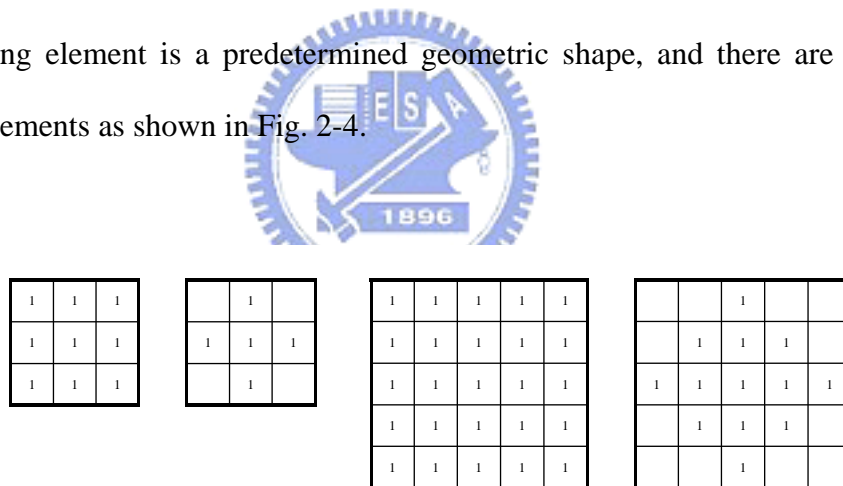 ng element is a predetermined geometric shape, and there are
ements as shown in Fig. 2-4.
E S A
1896
1 1 1 1 1 1 1 1 1
1 1 1 1 1 1 1 1 1 1 1 1
1 1 1 1 1 1 1 1 1 1 1 1 1 1
1 1 1 1 1 1 1 1
1 1 1 1 1 1